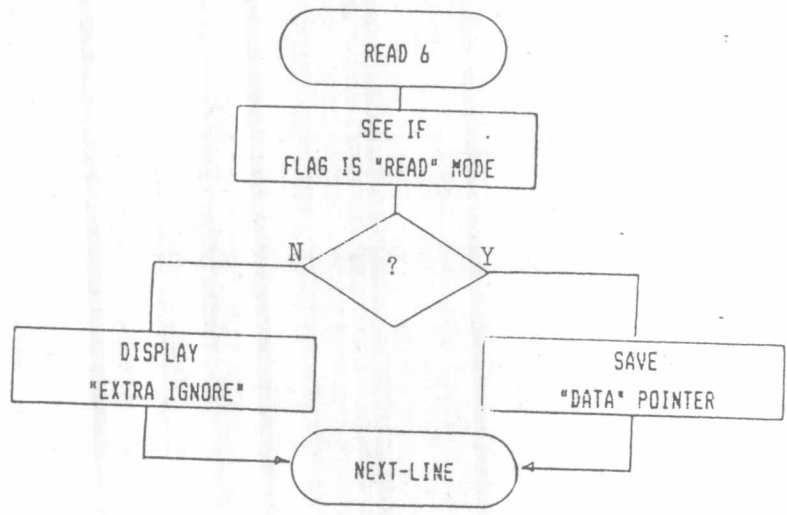 READ 6
SEE IF
FLAG IS "READ" MODE
N
?
Y
DISPLAY
"EXTRA IGNORE"
SAVE
"DATA" POINTER
NEXT-LINE